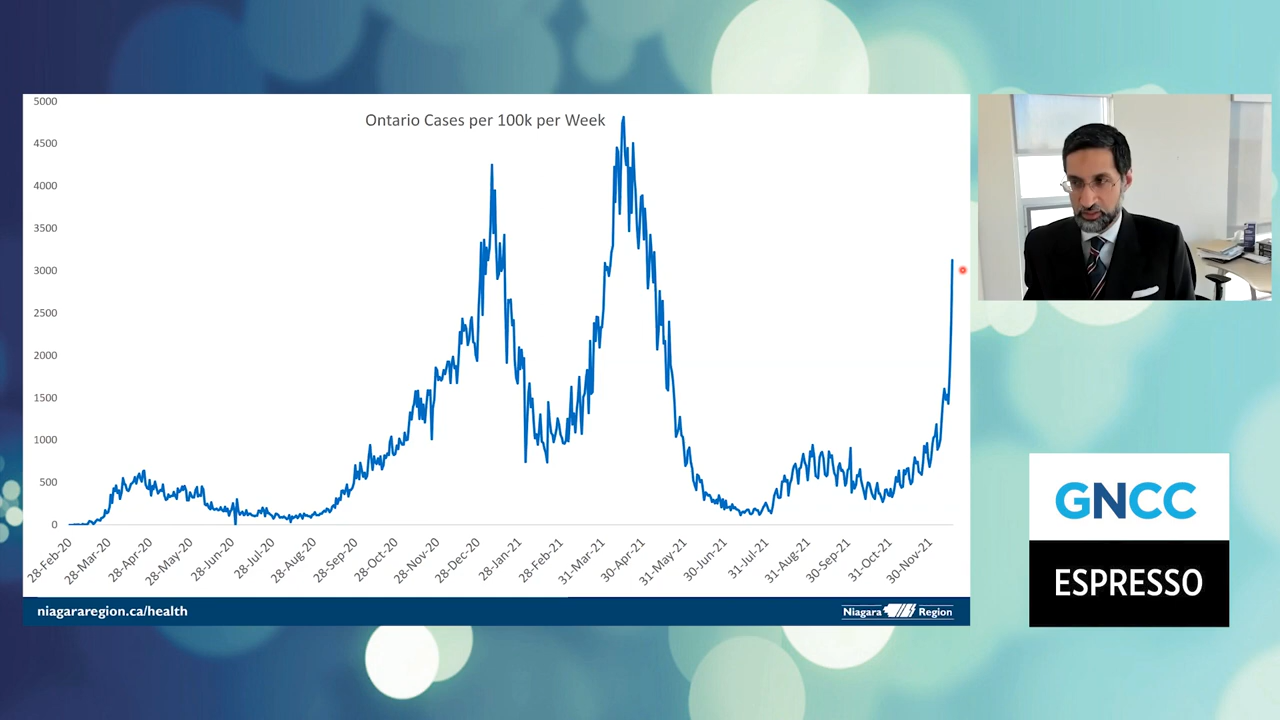 Ontario Cases per 100k per Week
5000
4500
4000
3500
3000
2500
2000
1500
1000
500
0
28-Feb-20
28-Mar-20
28-Apr-20
28-May-20
28-Jun-20
28-Jul-20
28-Aug-20
28-Sep-20
28-Oct-20
28-Nov-20
28-Dec-20
28-Jan-21
28-Feb-21
31-Mar-21
30-Apr-21
31-May-21
30-Jun-21
31-Jul-21
31-Aug-21
30-Sep-21
31-Oct-21
30-Nov-21
niagararegion.ca/health
Niagara Region
GNCC
ESPRESSO